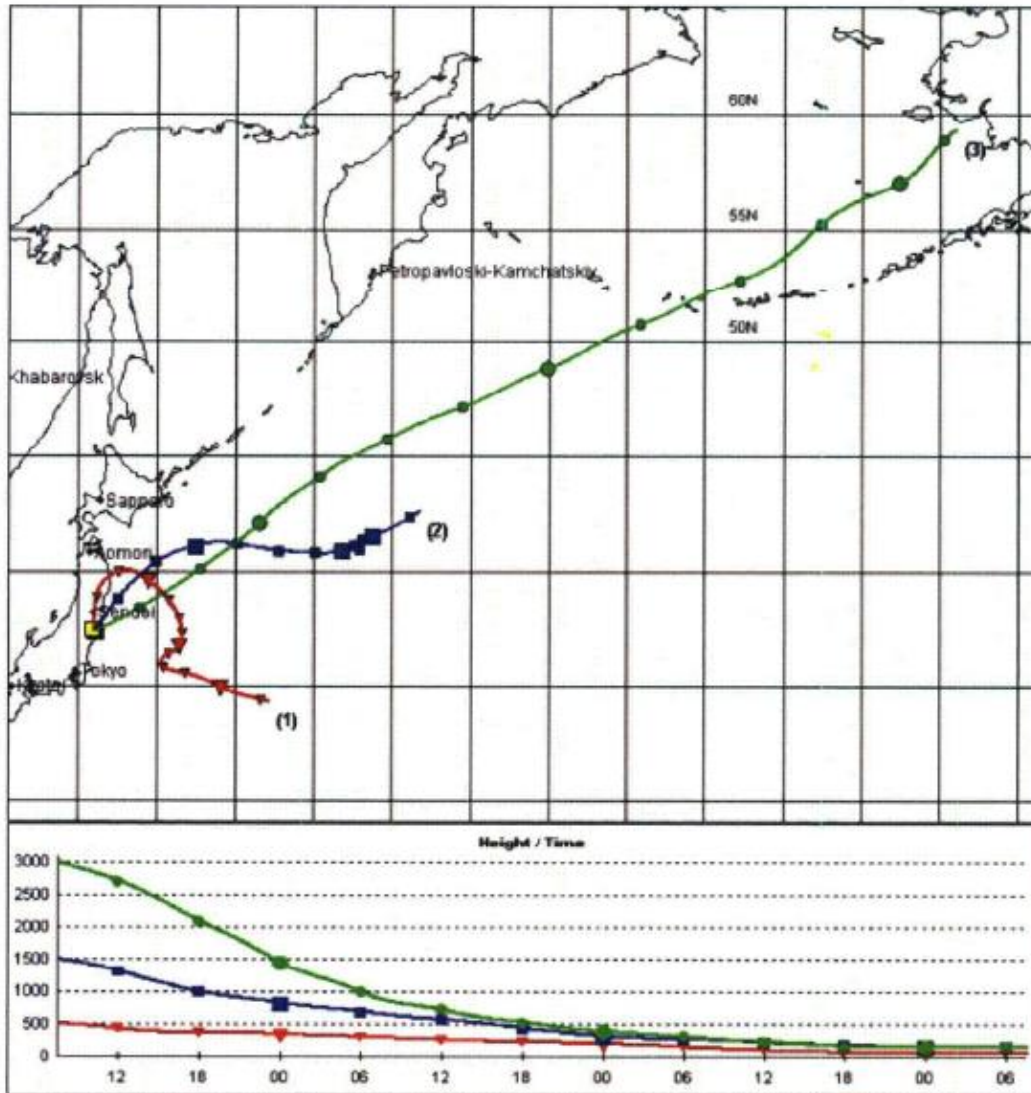 60N
(3)
55N
Petropavloski-Kamchatskiy
50N
Khabarovsk
Sapporo
(2)
Aomori
Sendai
Tokyo
(1)
Height / Time
3000
2500
2000
1500
1000
500
0
12 18 00 06 12 18 00 06 12 18 00 06